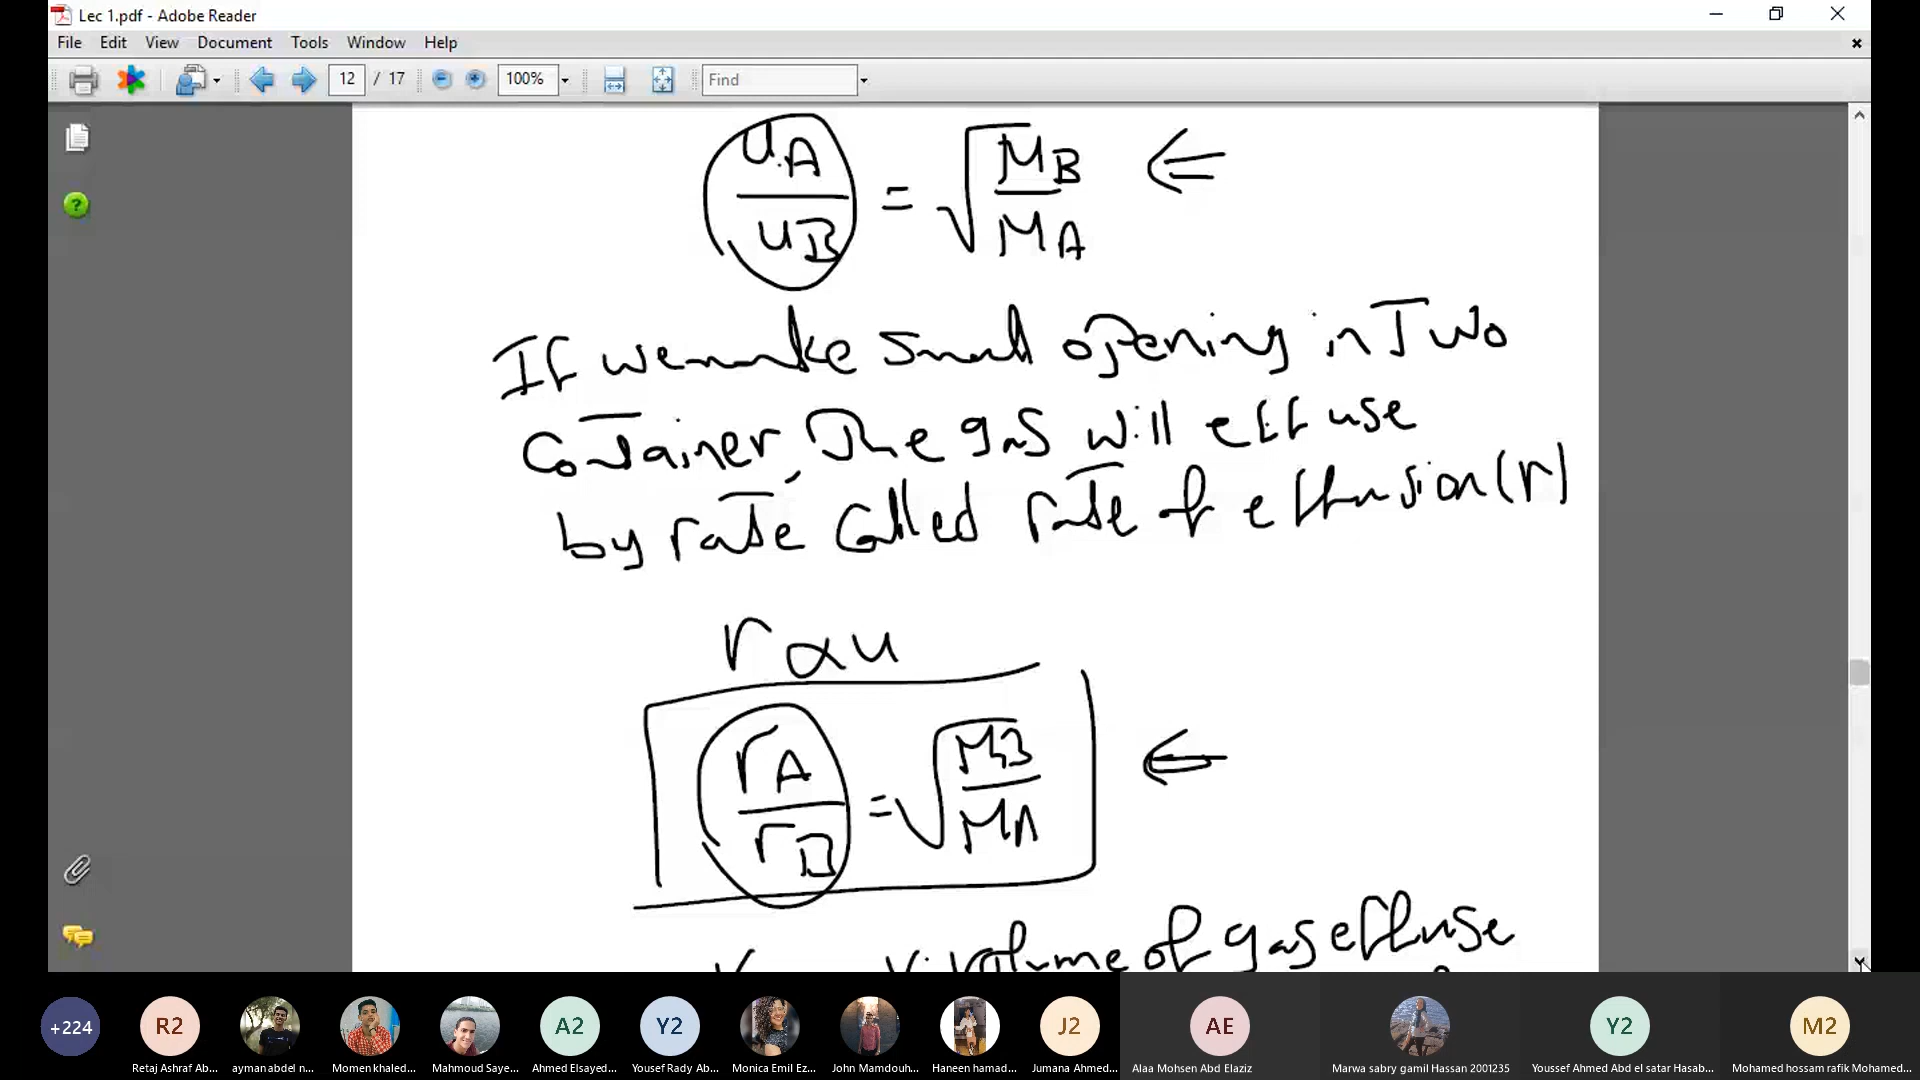 Lec 1.pdf - Adobe Reader
File Edit View Document Tools Window Help
12 / 17 100% Find
uA
uB
=
√
MB
MA
If we make small opening in Two
Container, The gas will effuse
by rate called rate of effusion (r)
r α u
rA
rB
=
√
MB
MA
volume of gas effuse
+224
R2
A2
Y2
J2
AE
Y2
M2
Retaj Ashraf Ab...
ayman abdel n...
Momen khaled...
Mahmoud Saye...
Ahmed Elsayed...
Yousef Rady Ab...
Monica Emil Ez...
John Mamdouh...
Haneen hamad...
Jumana Ahmed...
Alaa Mohsen Abd Elaziz
Marwa sabry gamil Hassan 2001235
Youssef Ahmed Abd el satar Hasab...
Mohamed hossam rafik Mohamed...